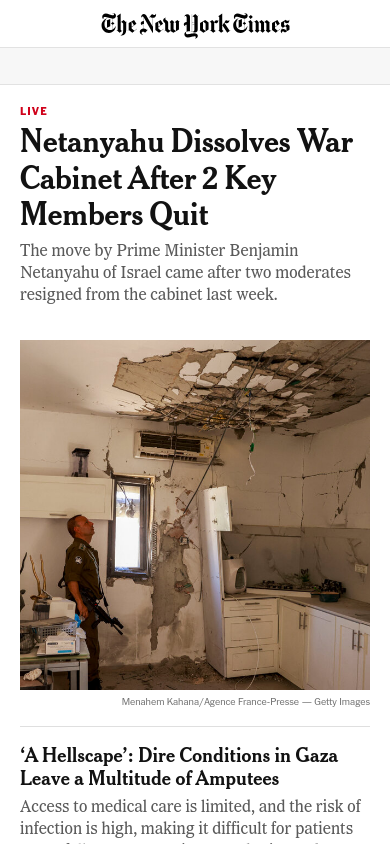 The New York Times
LIVE
Netanyahu Dissolves War
Cabinet After 2 Key
Members Quit
The move by Prime Minister Benjamin
Netanyahu of Israel came after two moderates
resigned from the cabinet last week.
Menahem Kahana/Agence France-Presse — Getty Images
‘A Hellscape’: Dire Conditions in Gaza
Leave a Multitude of Amputees
Access to medical care is limited, and the risk of
infection is high, making it difficult for patients